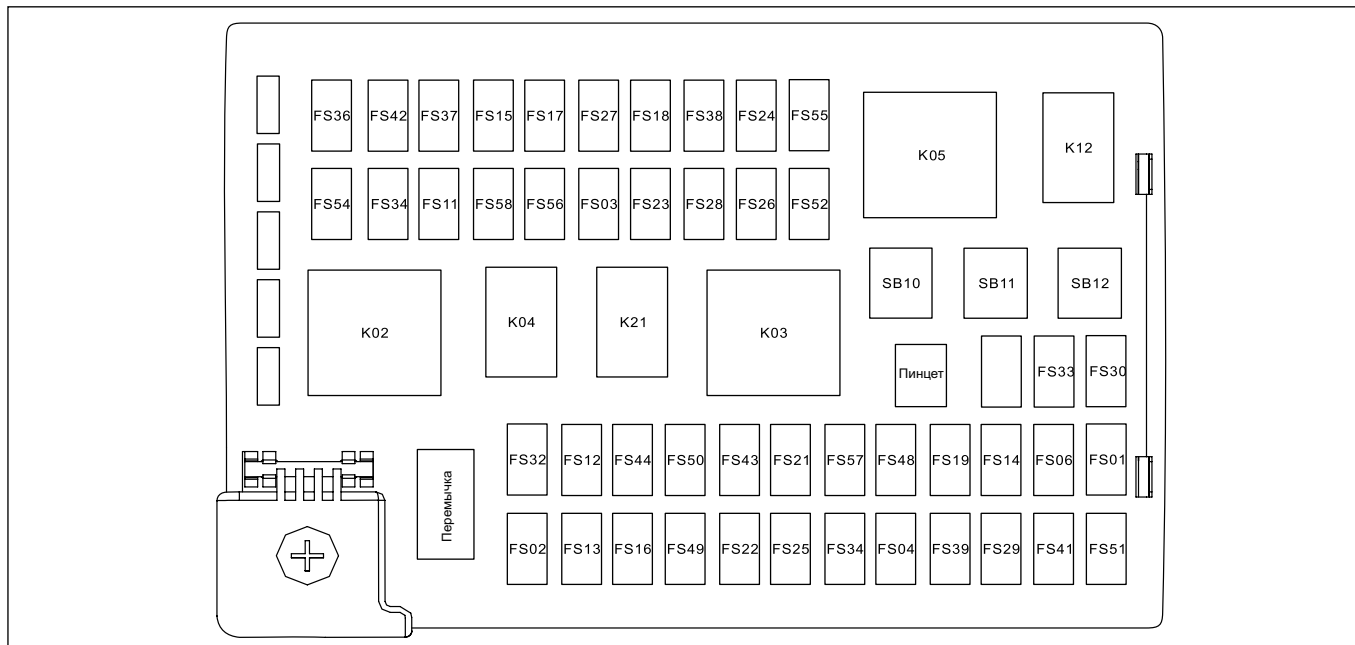 FS36 FS42 FS37 FS15 FS17 FS27 FS18 FS38 FS24 FS55
K05 K12
FS54 FS34 FS11 FS58 FS56 FS03 FS23 FS28 FS26 FS52
SB10 SB11 SB12
K02 K04 K21 K03
Пинцет FS33 FS30
FS32 FS12 FS44 FS50 FS43 FS21 FS57 FS48 FS19 FS14 FS06 FS01
Перемычка
FS02 FS13 FS16 FS49 FS22 FS25 FS34 FS04 FS39 FS29 FS41 FS51